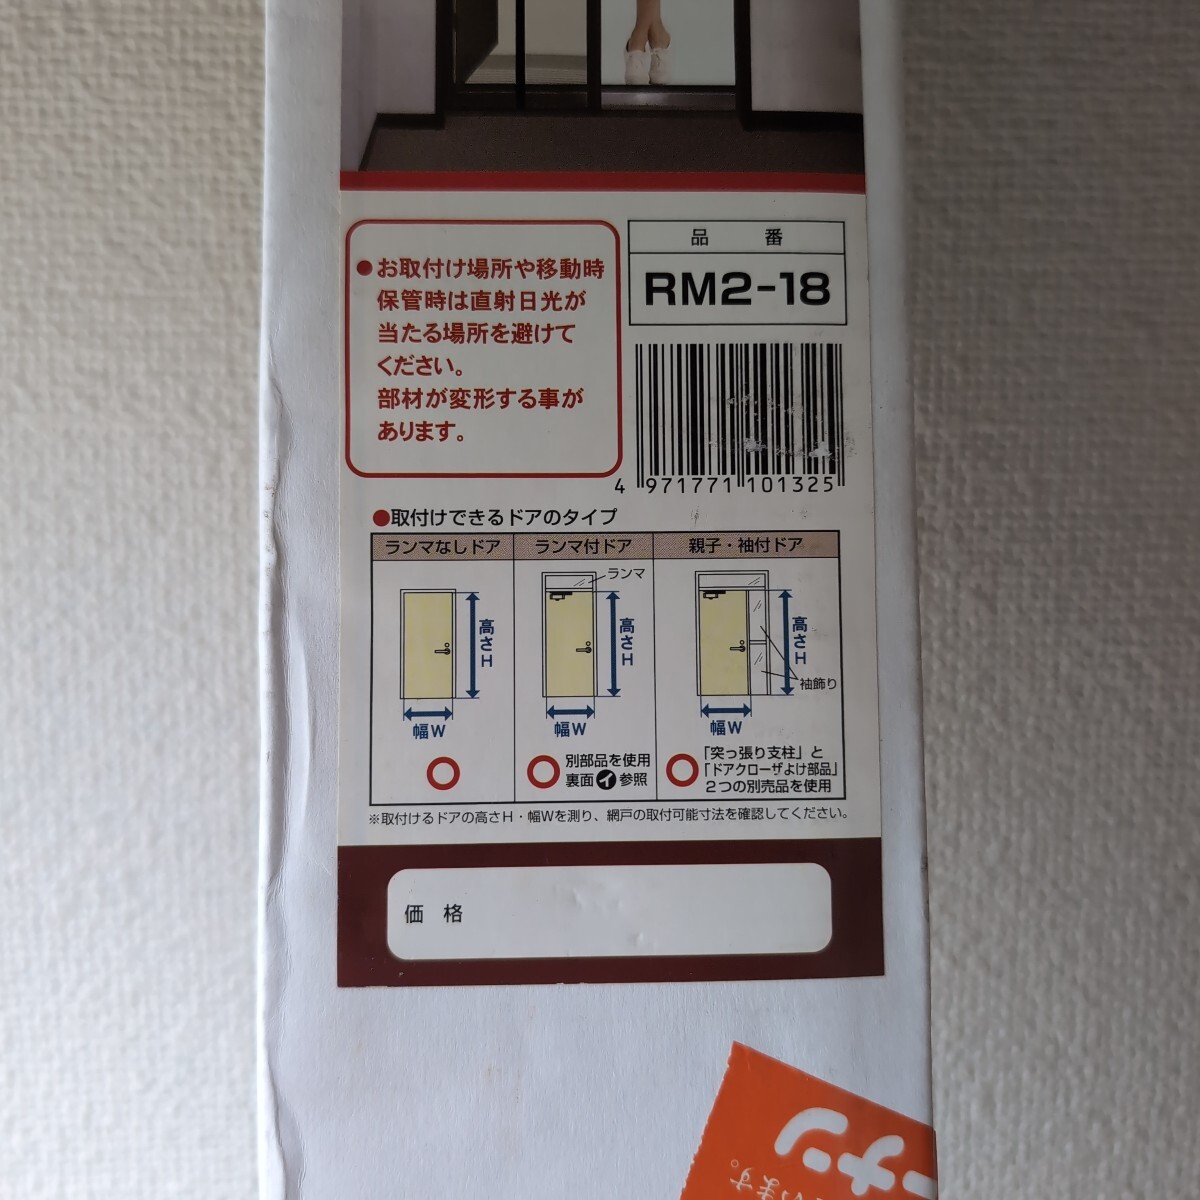 ●お取付け場所や移動時
保管時は直射日光が
当たる場所を避けて
ください。
部材が変形する事が
あります。
品 番
RM2-18
4 971771 101325
●取付けできるドアのタイプ
ランマなしドア ランマ付ドア 親子・袖付ドア
ランマ
高さH 高さH 高さH
袖飾り
幅W 幅W 幅W
別部品を使用
裏面イ参照
「突っ張り支柱」と
「ドアクローザよけ部品」
2つの別売品を使用
※取付けるドアの高さH・幅Wを測り、網戸の取付可能寸法を確認してください。
価 格
ーナン
います。